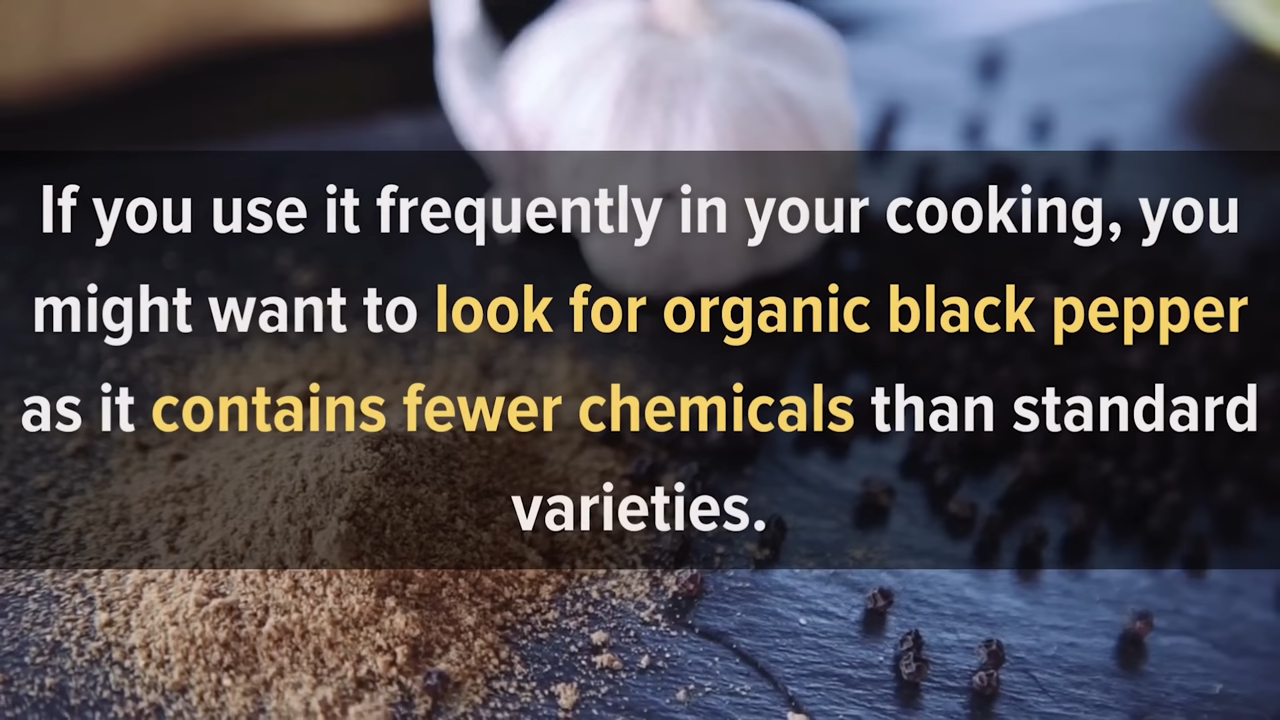 If you use it frequently in your cooking, you
might want to look for organic black pepper
as it contains fewer chemicals than standard
varieties.